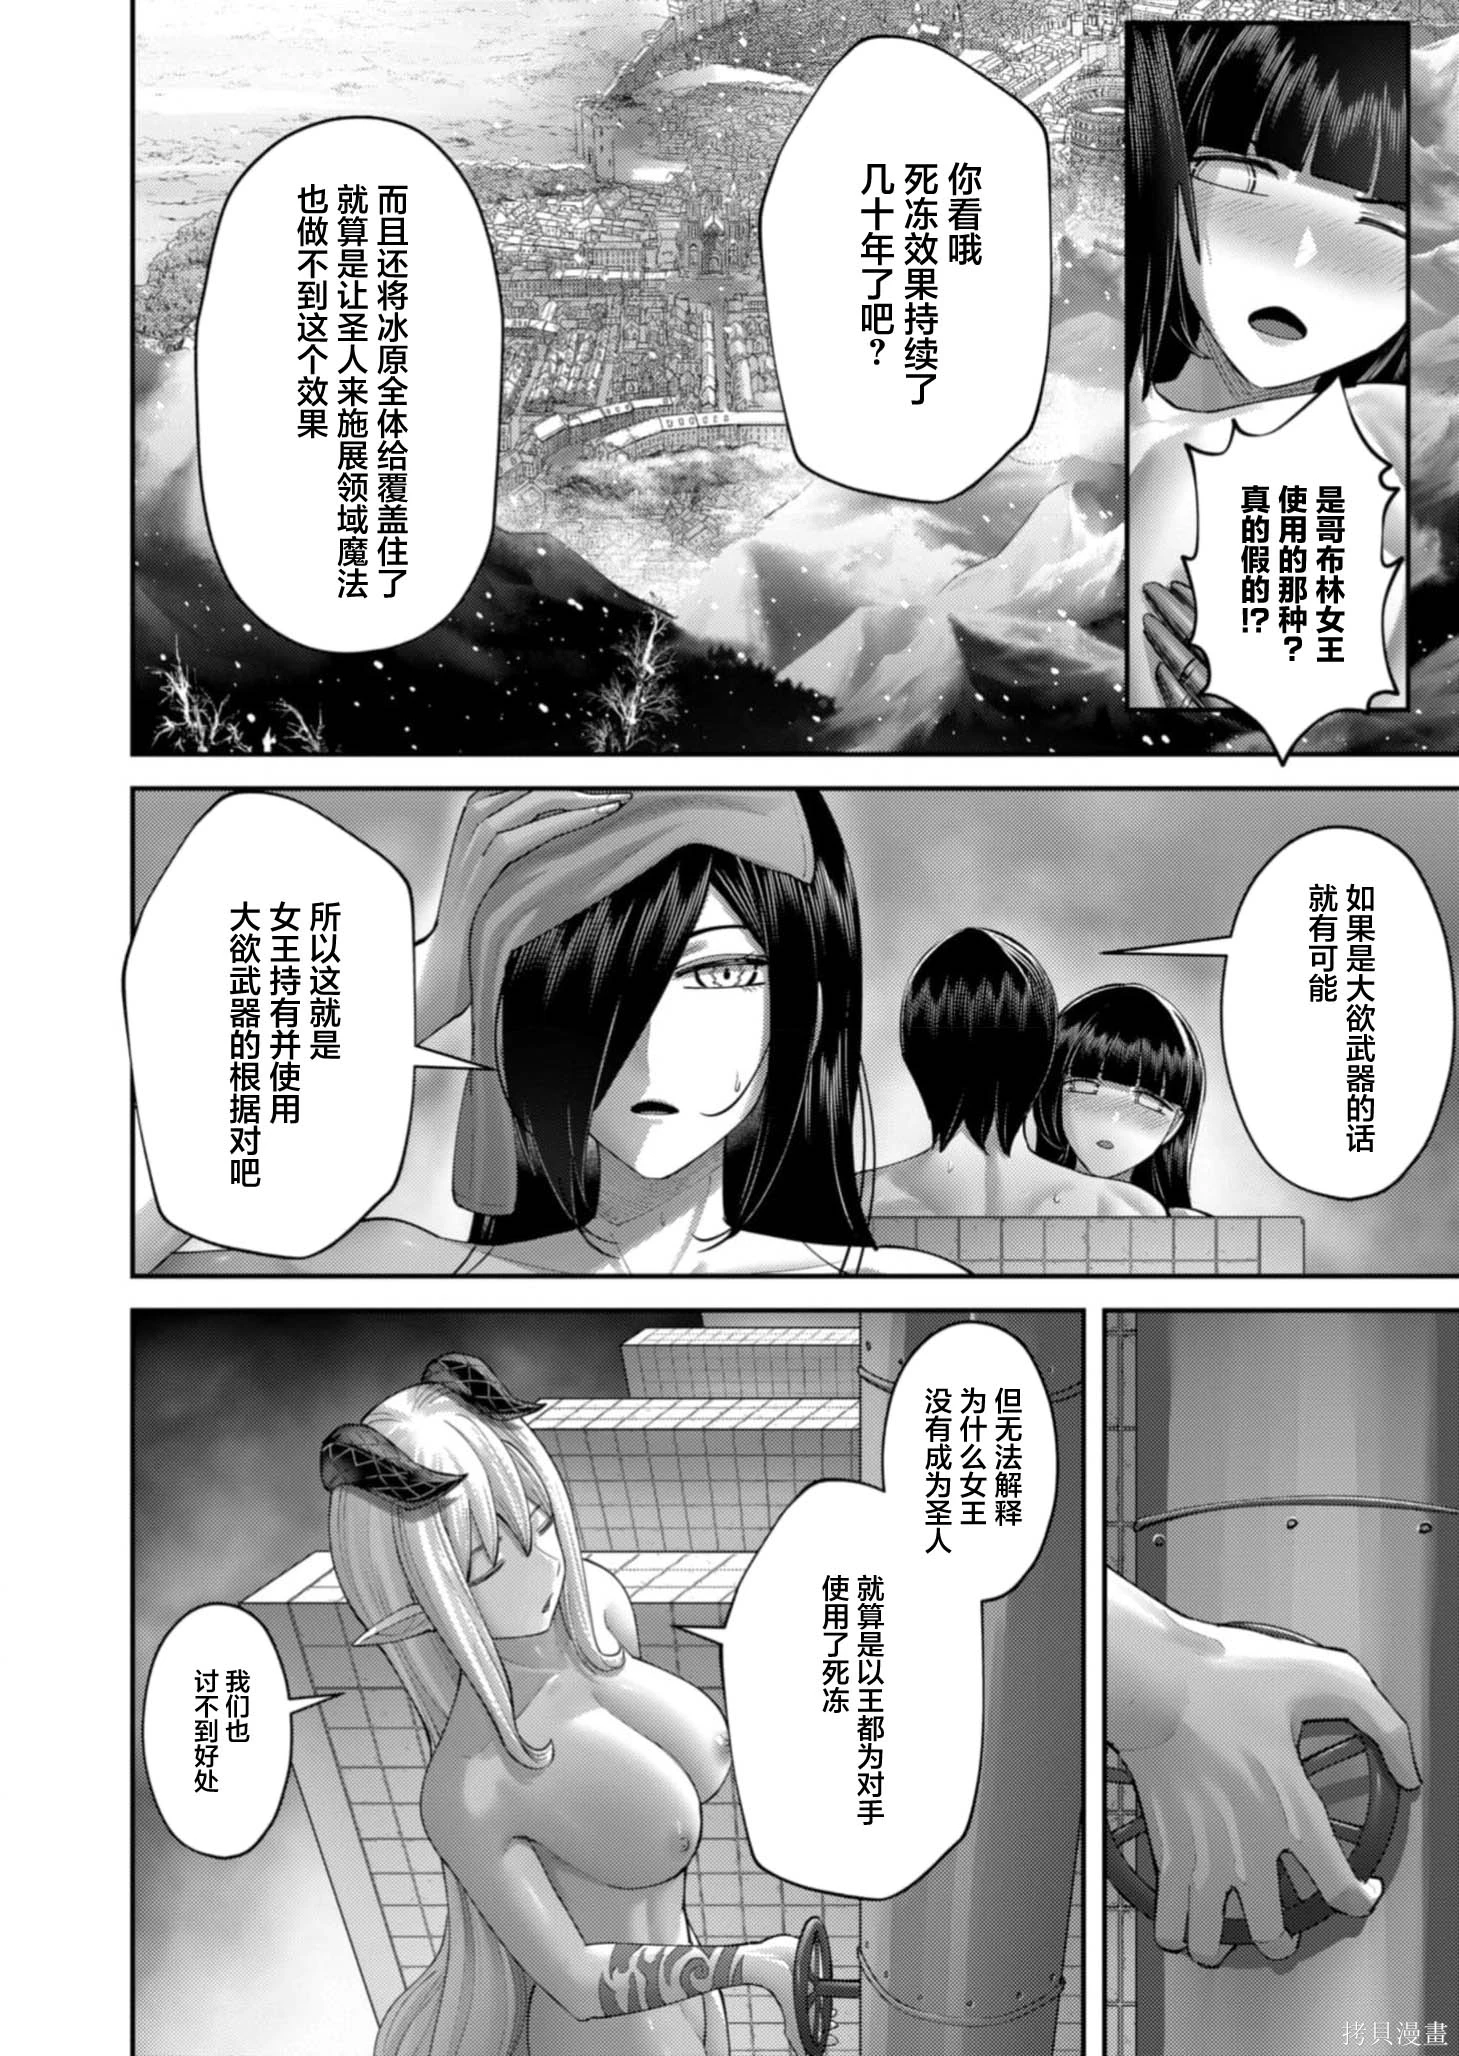 是哥布林女王
使用的那种？
真的假的!?
你看哦
死冻效果持续了
几十年了吧？
而且还将冰原全体给覆盖住了
就算是让圣人来施展领域魔法
也做不到这个效果
如果是大欲武器的话
就有可能
所以这就是
女王持有并使用
大欲武器的根据对吧
但无法解释
为什么女王
没有成为圣人
就算是以王都为对手
使用了死冻
我们也
讨不到好处
拷貝漫畫